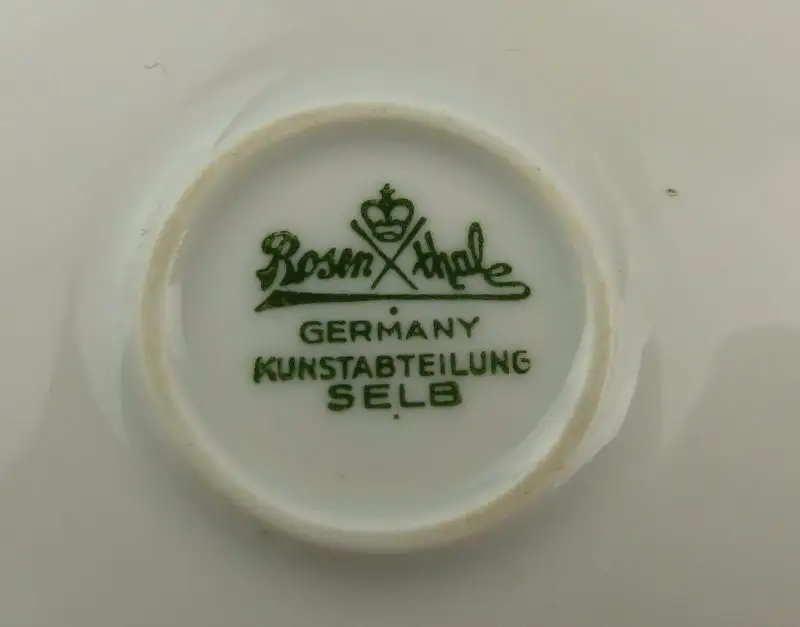 Rosenthal
GERMANY
KUNSTABTEILUNG
SELB